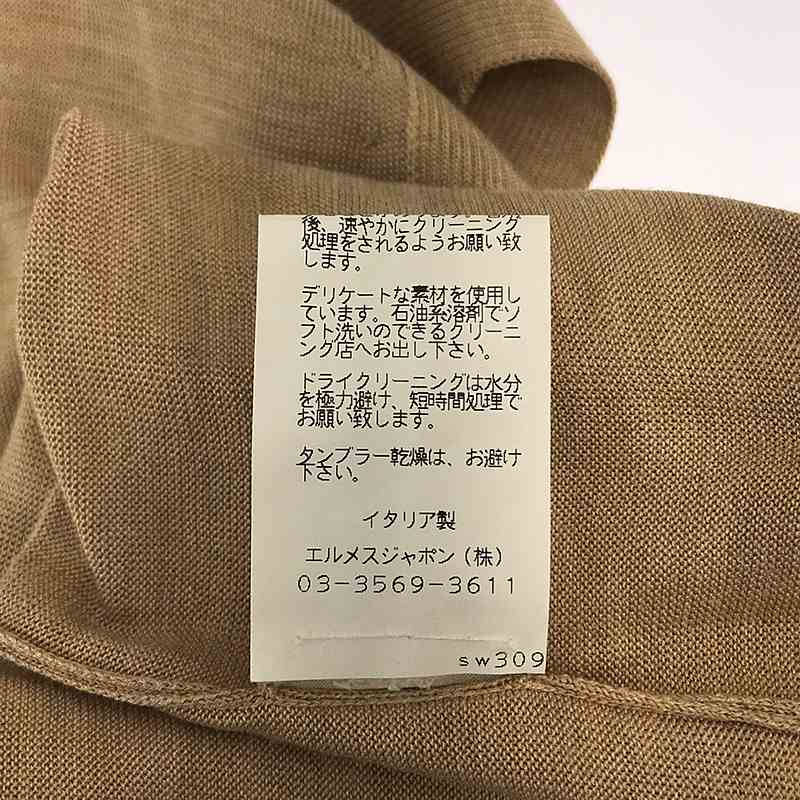 後、速やかにクリーニング
処理をされるようお願い致
します。
デリケートな素材を使用し
ています。石油系溶剤でソ
フト洗いのできるクリーニ
ング店へお出し下さい。
ドライクリーニングは水分
を極力避け、短時間処理で
お願い致します。
タンブラー乾燥は、お避け
下さい。
イタリア製
エルメスジャポン(株)
03-3569-3611
sw309